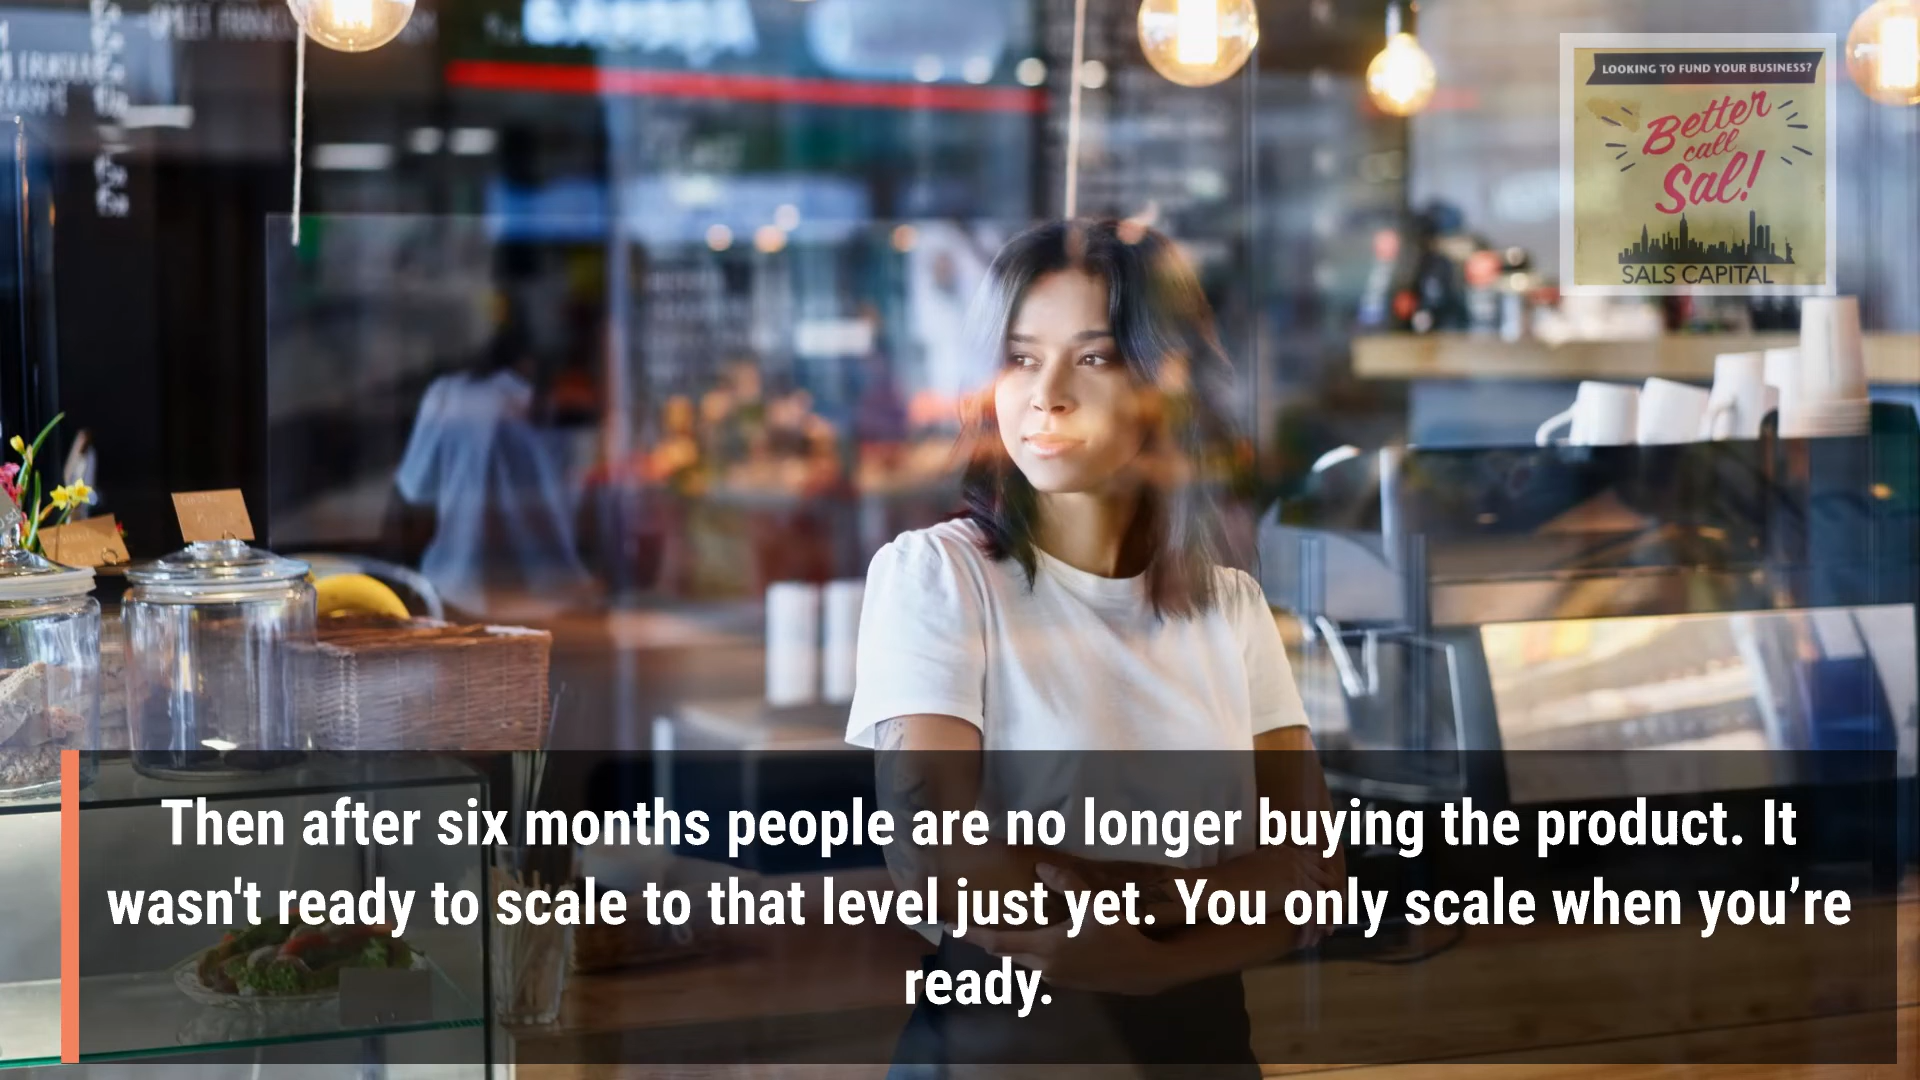 LOOKING TO FUND YOUR BUSINESS?
Better
call
Sal!
SALS CAPITAL
Then after six months people are no longer buying the product. It
wasn't ready to scale to that level just yet. You only scale when you’re
ready.